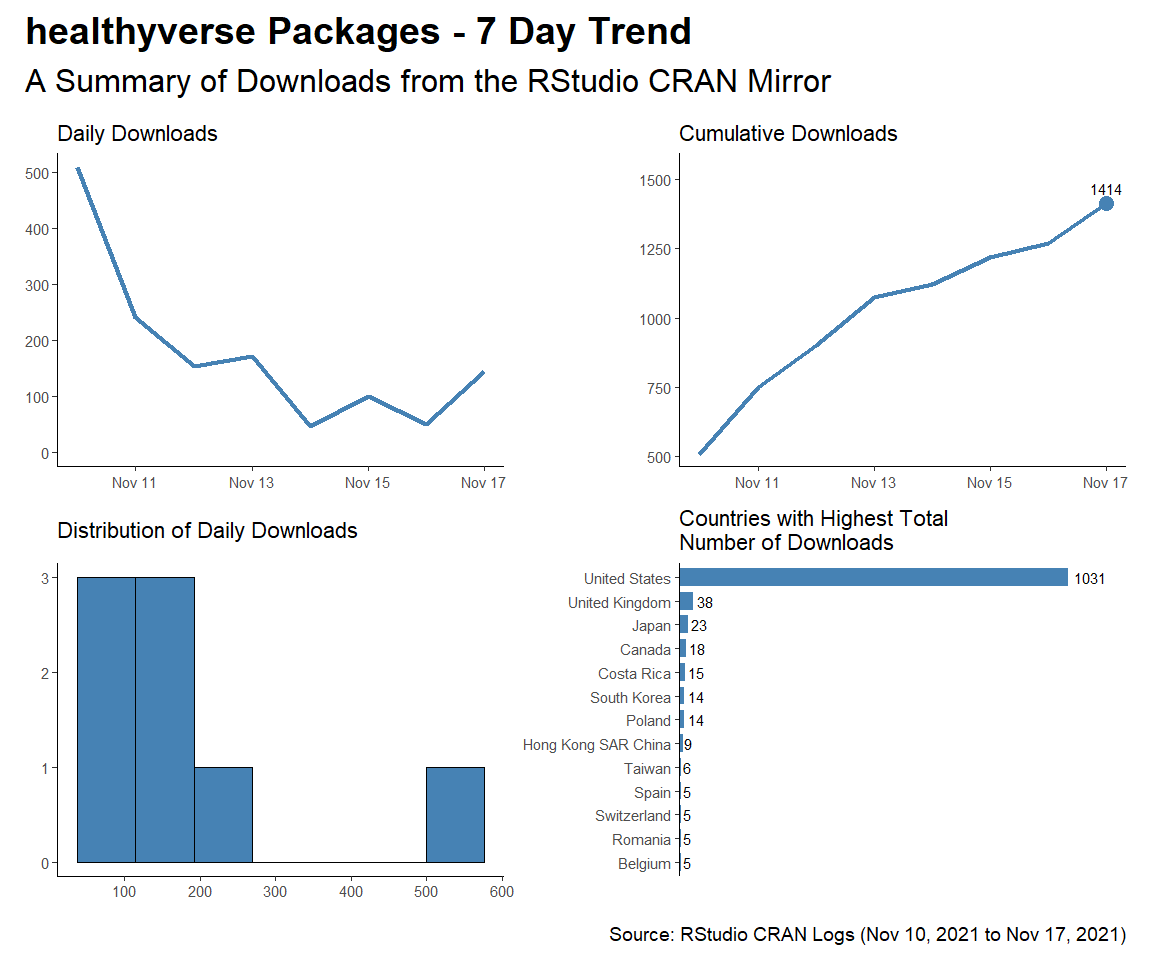 healthyverse Packages - 7 Day Trend
A Summary of Downloads from the RStudio CRAN Mirror
Daily Downloads
500
400
300
200
100
0
Nov 11 Nov 13 Nov 15 Nov 17
Cumulative Downloads
1500
1250
1000
750
500
1414
Nov 11 Nov 13 Nov 15 Nov 17
Distribution of Daily Downloads
3
2
1
0
100 200 300 400 500 600
Countries with Highest Total
Number of Downloads
United States 1031
United Kingdom 38
Japan 23
Canada 18
Costa Rica 15
South Korea 14
Poland 14
Hong Kong SAR China 9
Taiwan 6
Spain 5
Switzerland 5
Romania 5
Belgium 5
Source: RStudio CRAN Logs (Nov 10, 2021 to Nov 17, 2021)